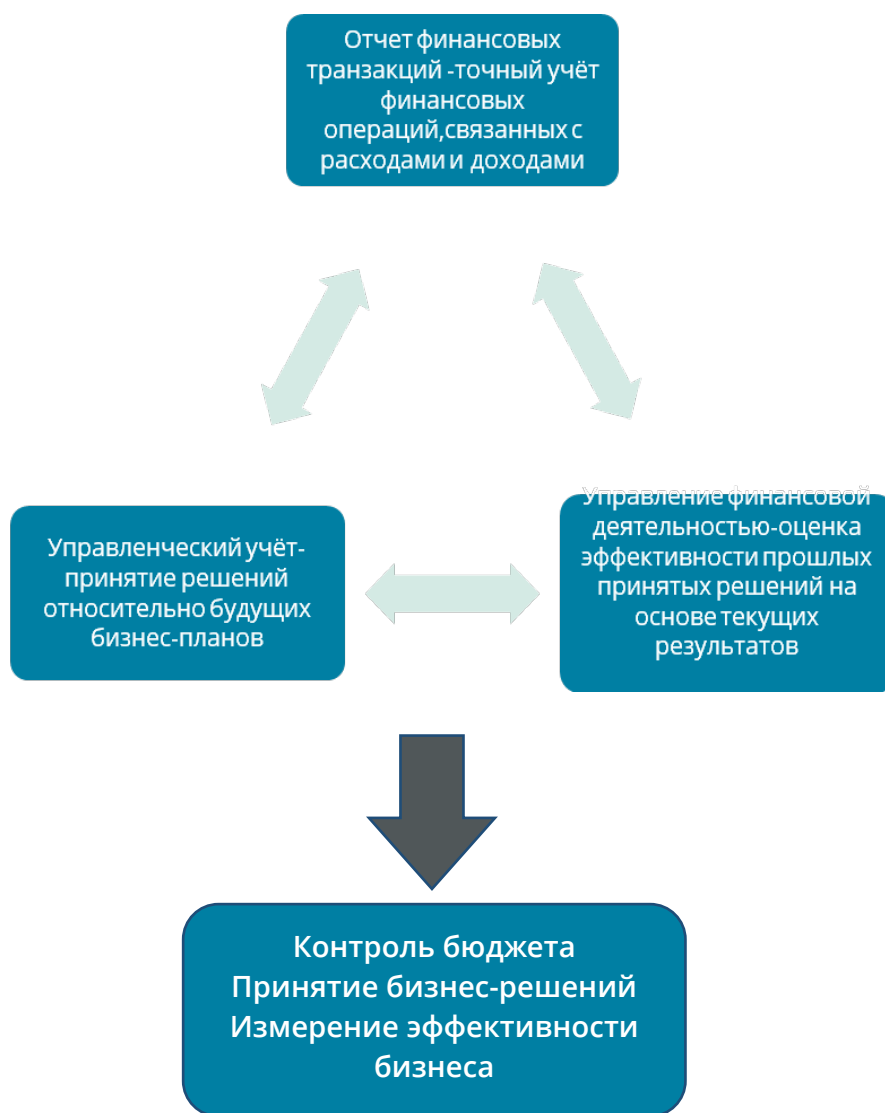 Отчет финансовых
транзакций -точный учёт
финансовых
операций,связанных с
расходами и доходами
Управленческий учёт-
принятие решений
относительно будущих
бизнес-планов
Управление финансовой
деятельностью-оценка
эффективности прошлых
принятых решений на
основе текущих
результатов
Контроль бюджета
Принятие бизнес-решений
Измерение эффективности
бизнеса